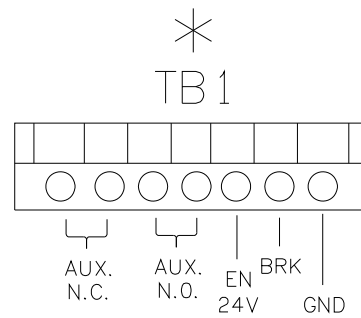 *
TB1
AUX.
N.C.
AUX.
N.O.
EN
24V
BRK
GND